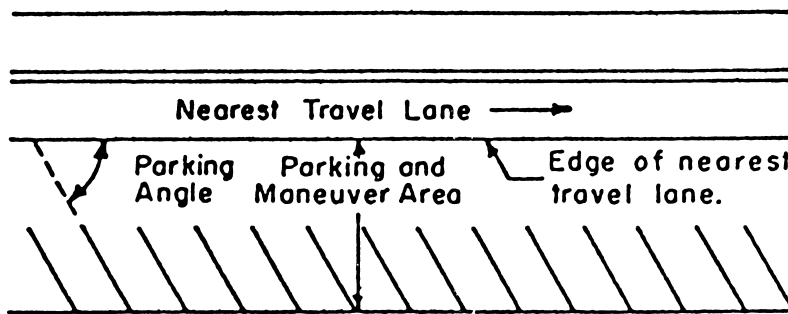 Nearest Travel Lane
Parking
Angle
Parking and
Maneuver Area
Edge of nearest
travel lane.